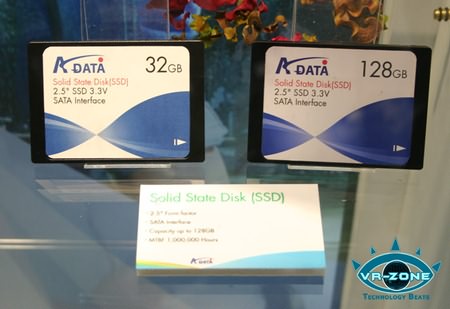 A DATA
32GB
Solid State Disk(SSD)
2.5" SSD 3.3V
SATA Interface
A DATA
128GB
Solid State Disk(SSD)
2.5" SSD 3.3V
SATA Interface
Solid State Disk (SSD)
2.5" Form factor
SATA Interface
Capacity up to 128GB
MTBF 1,000,000 Hours
A DATA
VR-ZONE
TECHNOLOGY BEATS